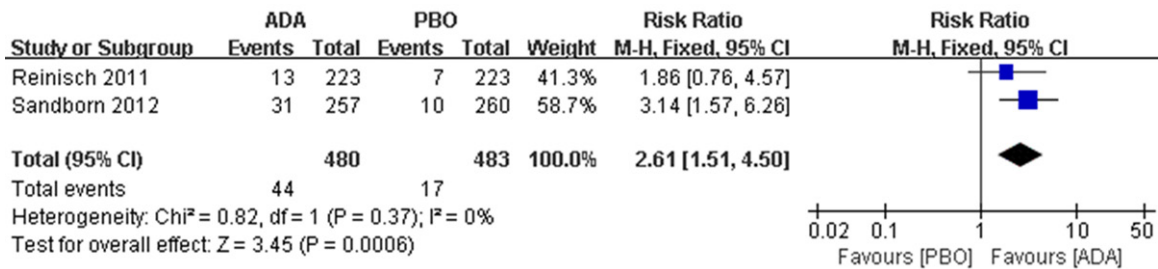 ADA PBO Risk Ratio Risk Ratio
Study or Subgroup Events Total Events Total Weight M-H, Fixed, 95% CI M-H, Fixed, 95% CI
Reinisch 2011 13 223 7 223 41.3% 1.86 [0.76, 4.57]
Sandborn 2012 31 257 10 260 58.7% 3.14 [1.57, 6.26]
Total (95% CI) 480 483 100.0% 2.61 [1.51, 4.50]
Total events 44 17
Heterogeneity: Chi² = 0.82, df = 1 (P = 0.37); I² = 0%
Test for overall effect: Z = 3.45 (P = 0.0006)
0.02 0.1 1 10 50
Favours [PBO] Favours [ADA]